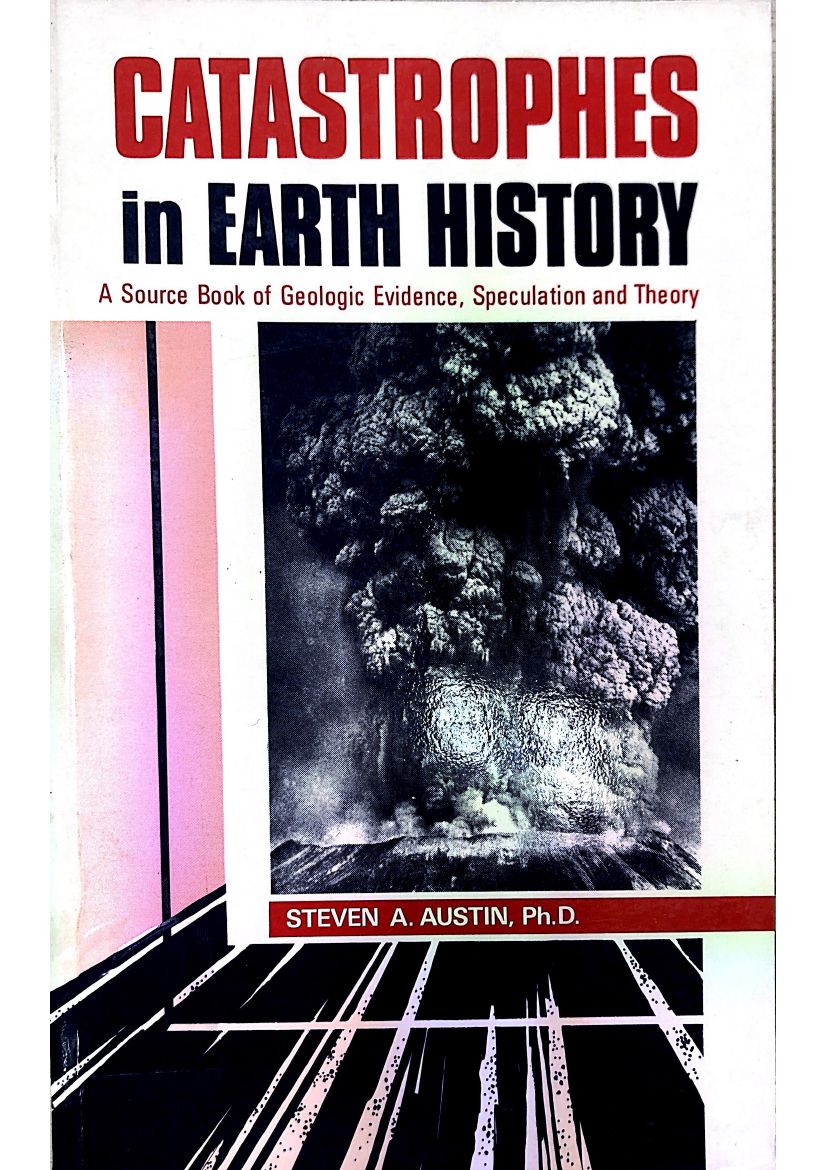 CATASTROPHES
in EARTH HISTORY
A Source Book of Geologic Evidence, Speculation and Theory
STEVEN A. AUSTIN, Ph.D.